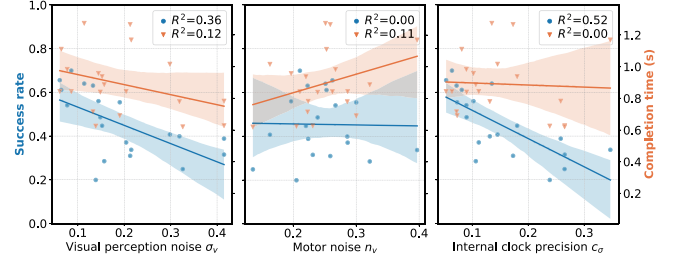 Success rate
1.0
0.8
0.6
0.4
0.2
0.0
R²=0.36
R²=0.12
0.1 0.2 0.3 0.4
Visual perception noise σᵥ
R²=0.00
R²=0.11
0.2 0.3 0.4
Motor noise nᵥ
R²=0.52
R²=0.00
0.1 0.2 0.3
Internal clock precision c_σ
1.2
1.0
0.8
0.6
0.4
0.2
Completion time (s)